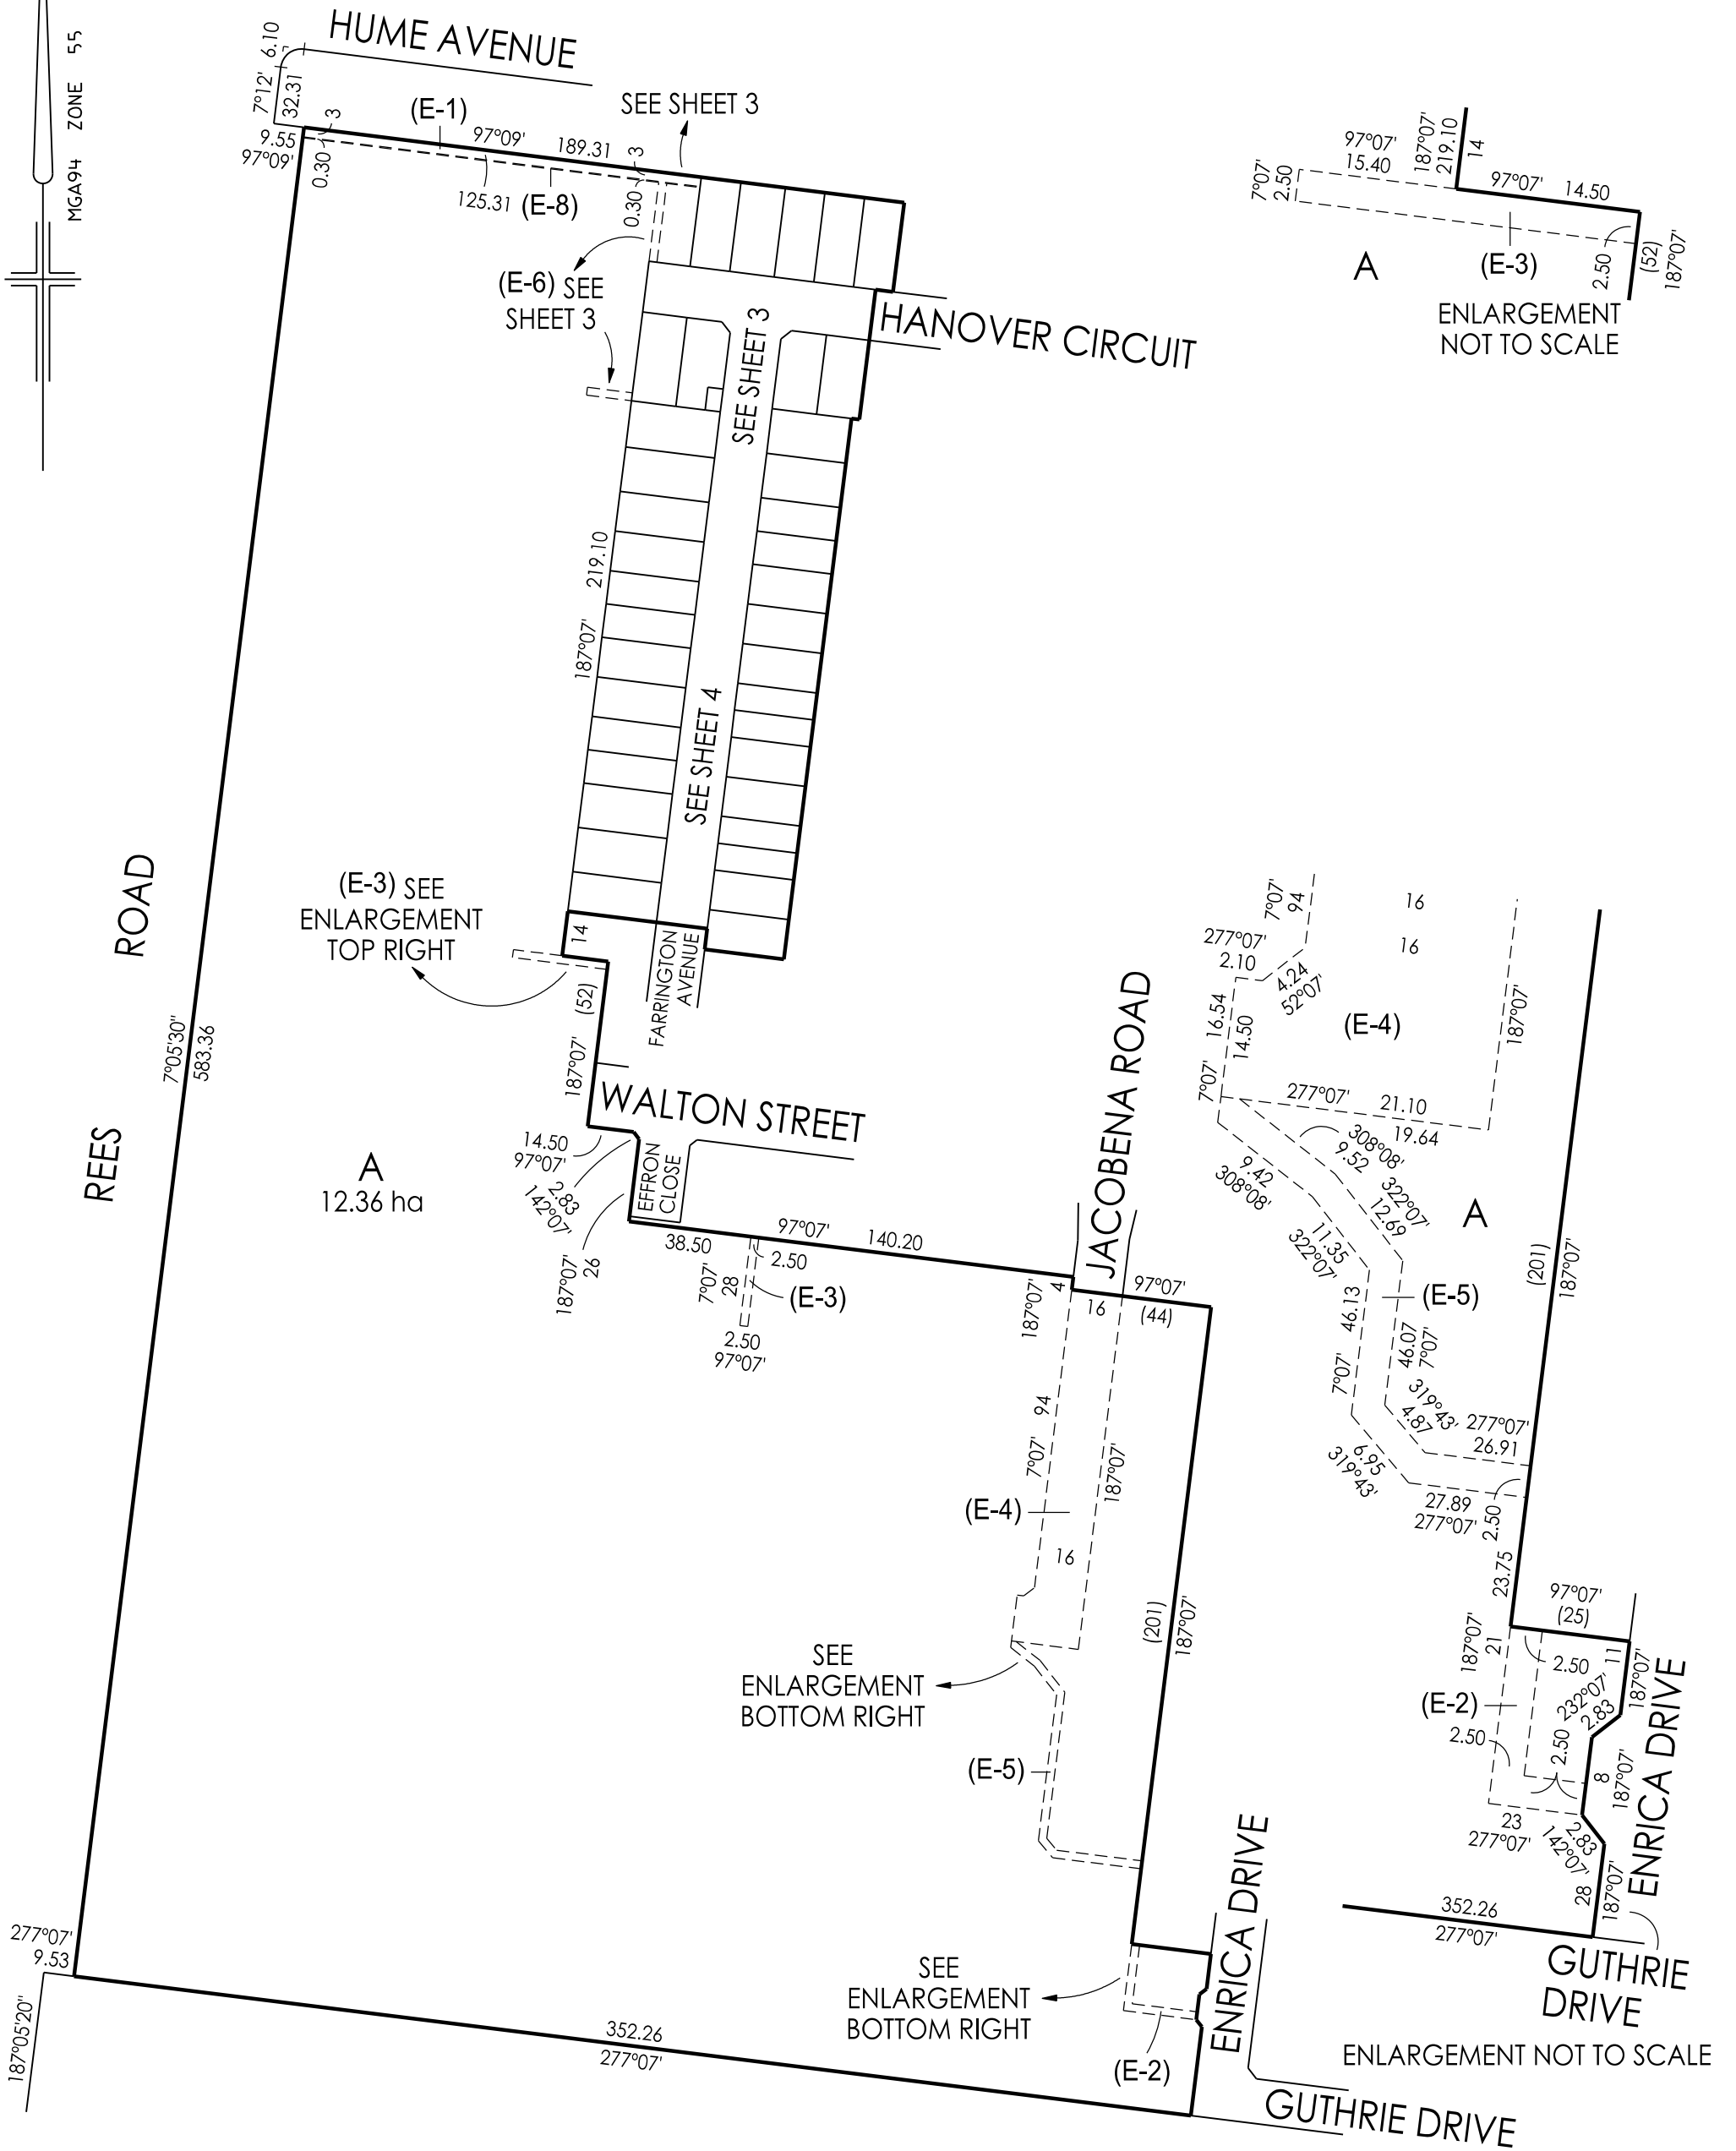 MGA94 ZONE 55
HUME AVENUE
6.10
7°12'
32.31
9.55
97°09'
3
0.30
(E-1)
97°09'
189.31
SEE SHEET 3
3
0.30
125.31
(E-8)
(E-6) SEE
SHEET 3
HANOVER CIRCUIT
SEE SHEET 3
219.10
187°07'
SEE SHEET 4
97°07'
15.40
187°07'
219.10
14
7°07'
2.50
97°07'
14.50
A
(E-3)
2.50
(52)
187°07'
ENLARGEMENT
NOT TO SCALE
REES ROAD
7°05'30"
583.36
(E-3) SEE
ENLARGEMENT
TOP RIGHT
14
(52)
187°07'
FARRINGTON
AVENUE
WALTON STREET
14.50
97°07'
2.83
142°07'
187°07'
26
EFFRON
CLOSE
A
12.36 ha
97°07'
140.20
38.50
2.50
7°07'
28
(E-3)
2.50
97°07'
JACOBENA ROAD
187°07'
4
16
97°07'
(44)
94
7°07'
187°07'
(E-4)
16
(201)
187°07'
SEE
ENLARGEMENT
BOTTOM RIGHT
(E-5)
SEE
ENLARGEMENT
BOTTOM RIGHT
(E-2)
ENRICA DRIVE
GUTHRIE DRIVE
277°07'
9.53
187°05'20"
352.26
277°07'
7°07'
94
16
16
277°07'
2.10
4.24
52°07'
16.54
14.50
7°07'
(E-4)
187°07'
277°07'
21.10
19.64
308°08'
9.52
9.42
308°08'
322°07'
12.69
11.35
322°07'
A
(201)
187°07'
(E-5)
46.13
7°07'
46.07
7°07'
319°43'
4.87
277°07'
26.91
6.95
319°43'
27.89
277°07'
2.50
23.75
97°07'
(25)
187°07'
21
2.50
11
187°07'
(E-2)
232°07'
2.83
2.50
2.50
8
187°07'
23
277°07'
2.83
142°07'
28
187°07'
ENRICA DRIVE
352.26
277°07'
GUTHRIE
DRIVE
ENLARGEMENT NOT TO SCALE